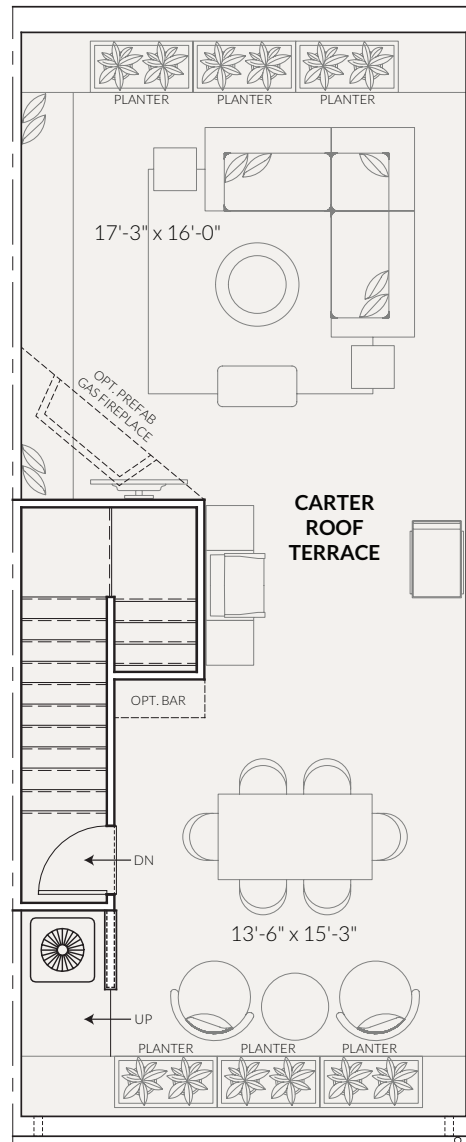 PLANTER PLANTER PLANTER
17'-3" x 16'-0"
OPT. PREFAB
GAS FIREPLACE
CARTER
ROOF
TERRACE
OPT. BAR
DN
13'-6" x 15'-3"
UP
PLANTER PLANTER PLANTER